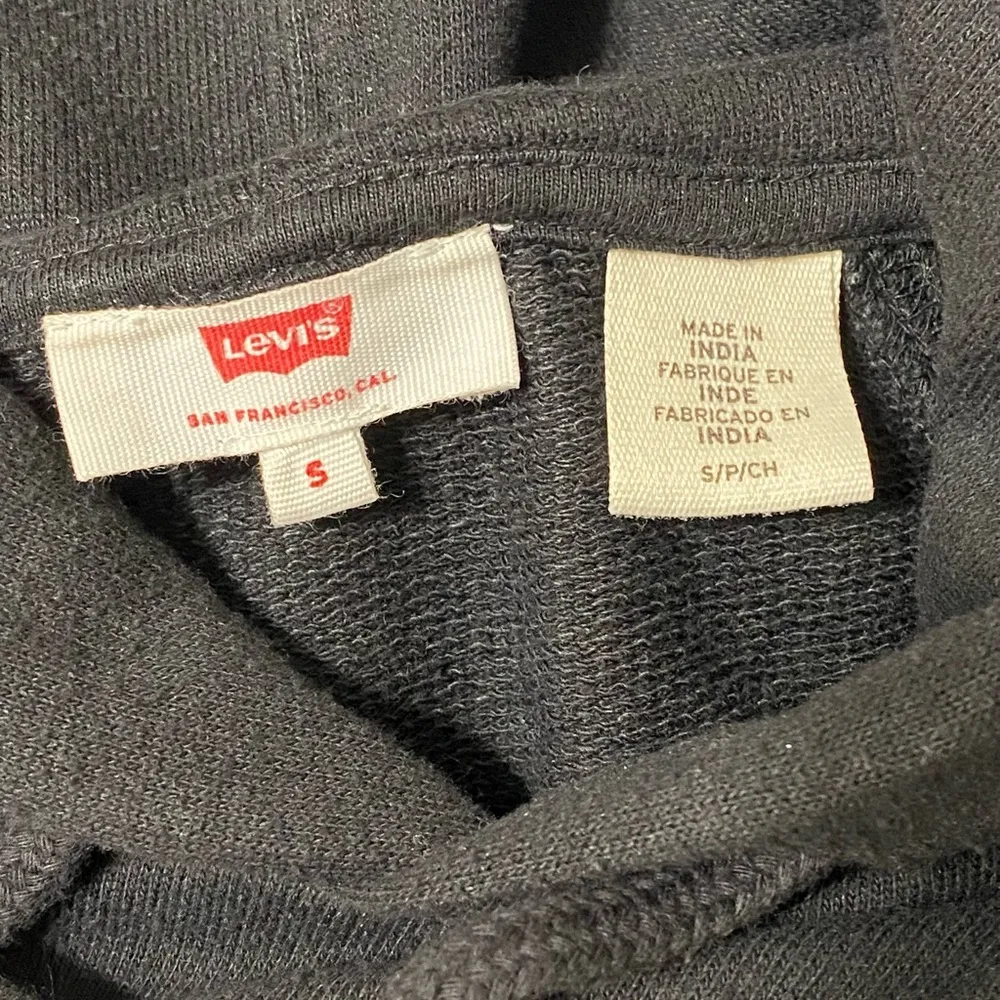 Levi's®
SAN FRANCISCO, CAL.
S
MADE IN
INDIA
FABRIQUE EN
INDE
FABRICADO EN
INDIA
S/P/CH